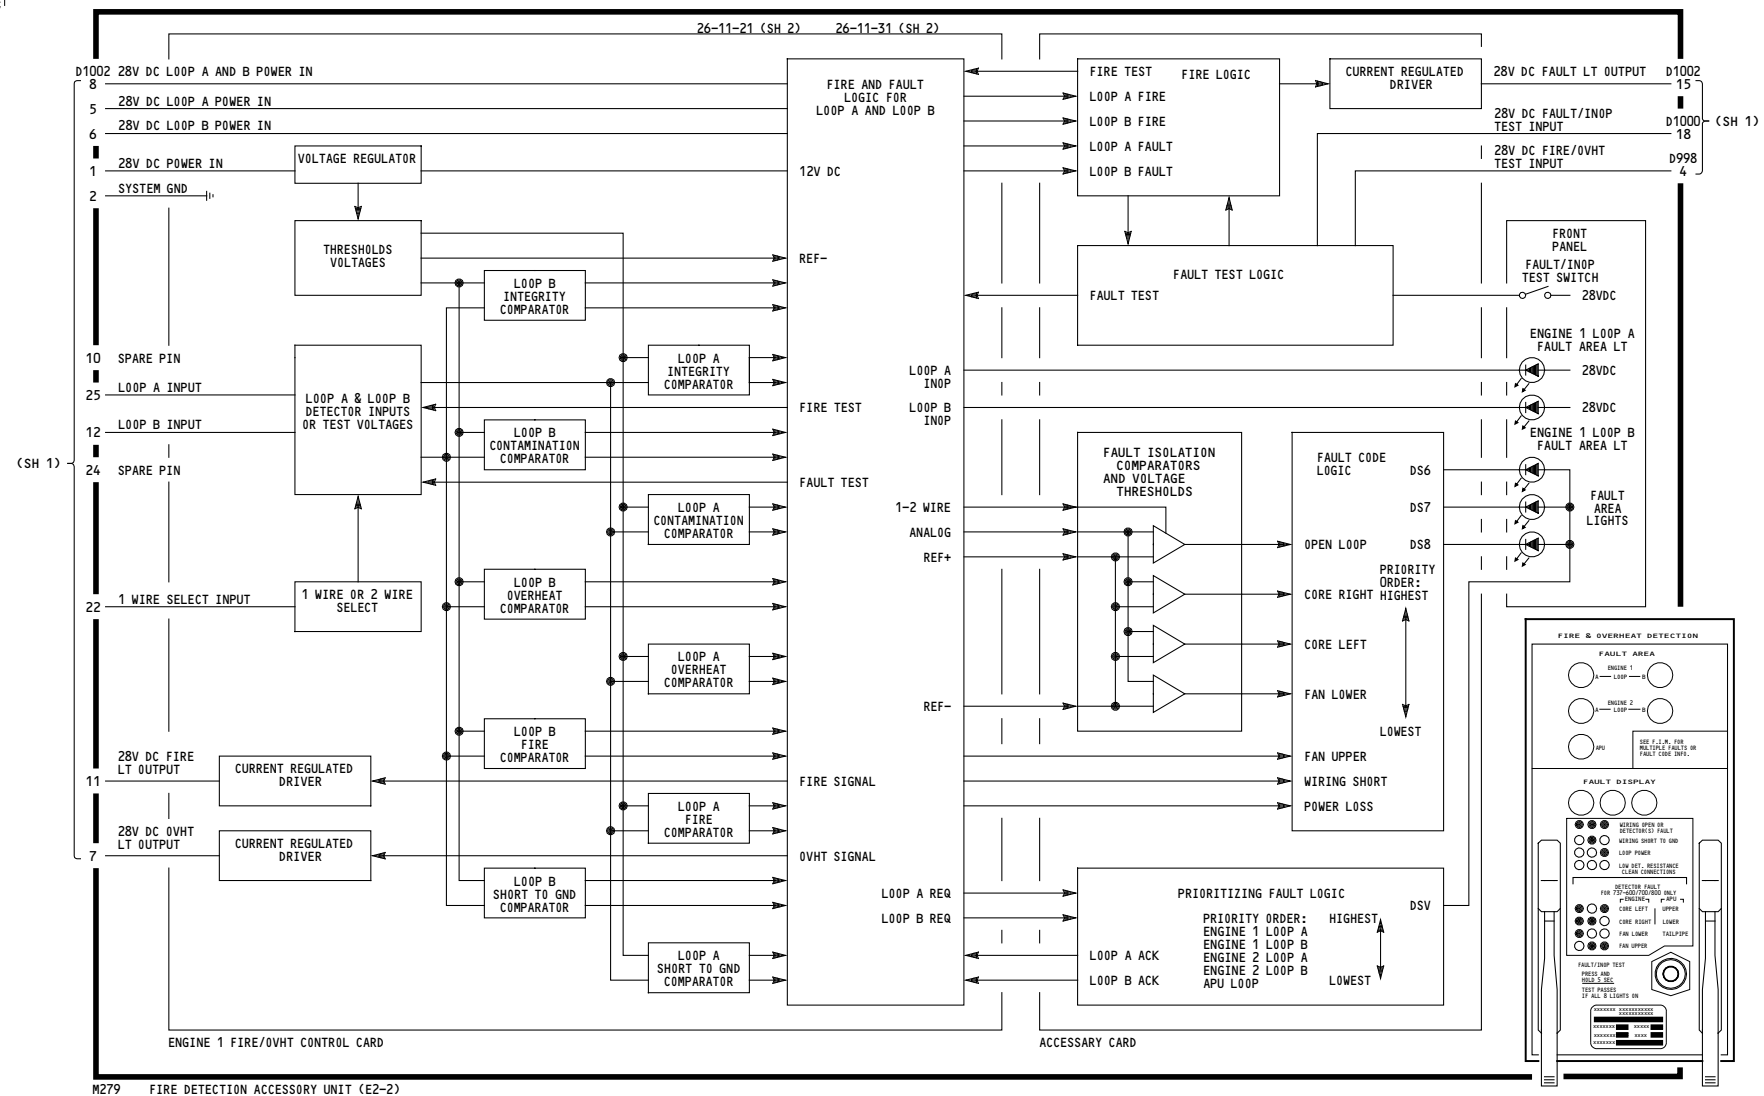 26-11-21 (SH 2)
26-11-31 (SH 2)
D1002
28V DC LOOP A AND B POWER IN
8
28V DC LOOP A POWER IN
5
28V DC LOOP B POWER IN
6
28V DC POWER IN
1
SYSTEM GND
2
10
SPARE PIN
LOOP A INPUT
25
LOOP B INPUT
12
(SH 1)
24
SPARE PIN
1 WIRE SELECT INPUT
22
28V DC FIRE
LT OUTPUT
11
28V DC OVHT
LT OUTPUT
7
VOLTAGE REGULATOR
THRESHOLDS
VOLTAGES
LOOP A & LOOP B
DETECTOR INPUTS
OR TEST VOLTAGES
1 WIRE OR 2 WIRE
SELECT
CURRENT REGULATED
DRIVER
CURRENT REGULATED
DRIVER
LOOP B
INTEGRITY
COMPARATOR
LOOP A
INTEGRITY
COMPARATOR
LOOP B
CONTAMINATION
COMPARATOR
LOOP A
CONTAMINATION
COMPARATOR
LOOP B
OVERHEAT
COMPARATOR
LOOP A
OVERHEAT
COMPARATOR
LOOP B
FIRE
COMPARATOR
LOOP A
FIRE
COMPARATOR
LOOP B
SHORT TO GND
COMPARATOR
LOOP A
SHORT TO GND
COMPARATOR
FIRE AND FAULT
LOGIC FOR
LOOP A AND LOOP B
12V DC
REF-
FIRE TEST
FAULT TEST
FIRE SIGNAL
OVHT SIGNAL
LOOP A
INOP
LOOP B
INOP
1-2 WIRE
ANALOG
REF+
REF-
LOOP A REQ
LOOP B REQ
ENGINE 1 FIRE/OVHT CONTROL CARD
FIRE TEST
FIRE LOGIC
LOOP A FIRE
LOOP B FIRE
LOOP A FAULT
LOOP B FAULT
CURRENT REGULATED
DRIVER
FAULT TEST LOGIC
FAULT TEST
FAULT ISOLATION
COMPARATORS
AND VOLTAGE
THRESHOLDS
FAULT CODE
LOGIC
DS6
DS7
DS8
OPEN LOOP
PRIORITY
ORDER:
HIGHEST
CORE RIGHT
CORE LEFT
FAN LOWER
LOWEST
FAN UPPER
WIRING SHORT
POWER LOSS
PRIORITIZING FAULT LOGIC
DSV
PRIORITY ORDER:
HIGHEST
ENGINE 1 LOOP A
ENGINE 1 LOOP B
ENGINE 2 LOOP A
ENGINE 2 LOOP B
APU LOOP
LOWEST
LOOP A ACK
LOOP B ACK
ACCESSARY CARD
28V DC FAULT LT OUTPUT
D1002
15
28V DC FAULT/INOP
TEST INPUT
D1000
18
(SH 1)
28V DC FIRE/OVHT
TEST INPUT
D998
4
FRONT
PANEL
FAULT/INOP
TEST SWITCH
28VDC
ENGINE 1 LOOP A
FAULT AREA LT
28VDC
28VDC
ENGINE 1 LOOP B
FAULT AREA LT
FAULT
AREA
LIGHTS
FIRE & OVERHEAT DETECTION
FAULT AREA
ENGINE 1
A LOOP B
ENGINE 2
A LOOP B
APU
SEE F.I.M. FOR
MULTIPLE FAULTS OR
FAULT CODE INFO.
FAULT DISPLAY
WIRING OPEN OR
DETECTOR(S) FAULT
WIRING SHORT TO GND
LOOP POWER
LOW DET. RESISTANCE
CLEAN CONNECTIONS
DETECTOR FAULT
FOR 737-600/700/800 ONLY
ENGINE APU
CORE LEFT UPPER
CORE RIGHT LOWER
FAN LOWER TAILPIPE
FAN UPPER
FAULT/INOP TEST
PRESS AND
HOLD 5 SEC
TEST PASSES
IF ALL 8 LIGHTS ON
XXXXXXX XXXXXXXXXXX
XXXXXXXXXXX
XXXXXXX XXXXX
XXXXXXX XXXX
XXXXXXX
M279 FIRE DETECTION ACCESSORY UNIT (E2-2)